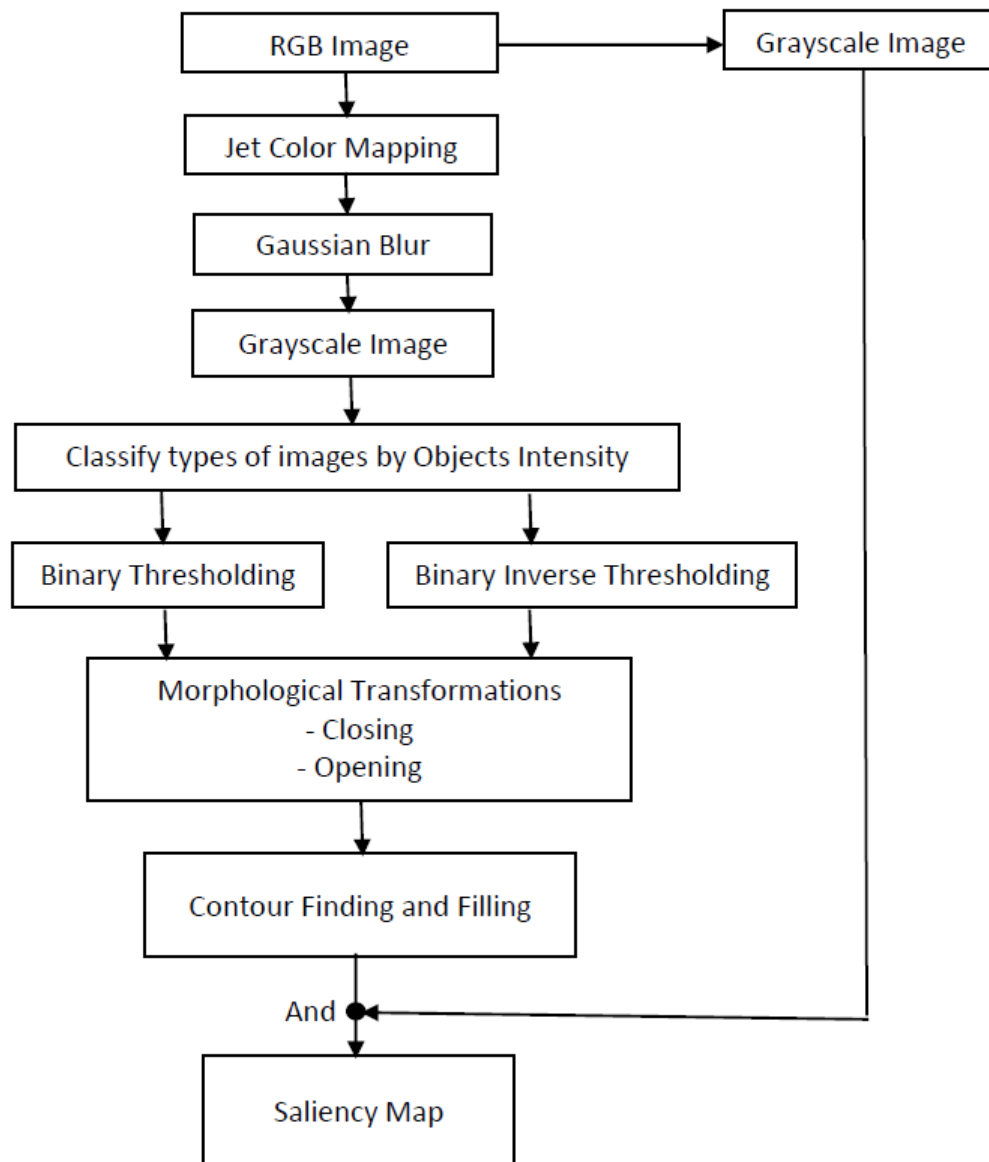 RGB Image
Grayscale Image
Jet Color Mapping
Gaussian Blur
Grayscale Image
Classify types of images by Objects Intensity
Binary Thresholding
Binary Inverse Thresholding
Morphological Transformations
- Closing
- Opening
Contour Finding and Filling
And
Saliency Map